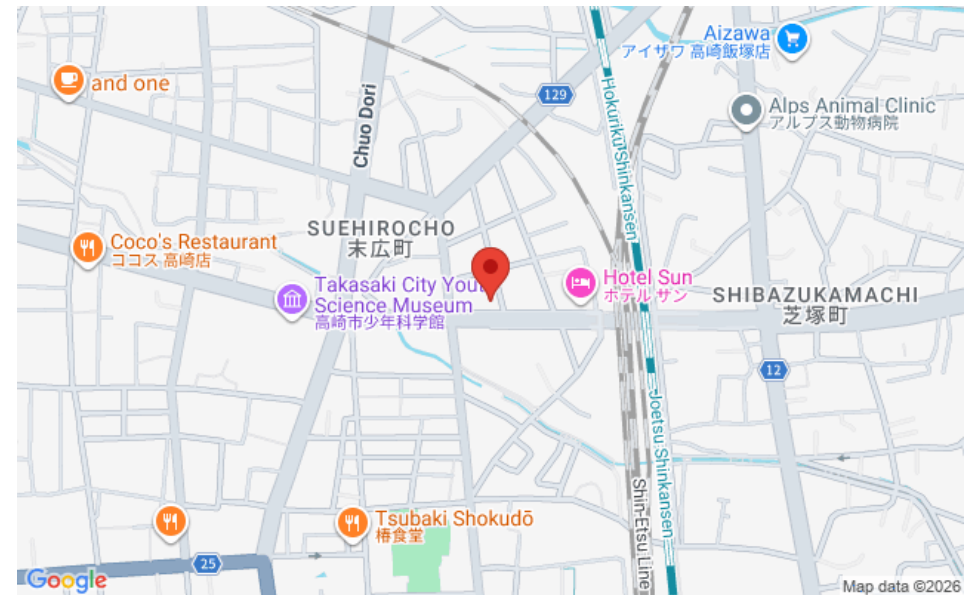 Aizawa
アイザワ 高崎飯塚店
and one
129
Chuo Dori
Hokuriku Shinkansen
Alps Animal Clinic
アルプス動物病院
SUEHIROCHO
末広町
Coco's Restaurant
ココス 高崎店
Takasaki City You
Science Museum
高崎市少年科学館
Hotel Sun
ホテル サン
SHIBAZUKAMACHI
芝塚町
12
Joetsu Shinkansen
Shin-Etsu Line
Tsubaki Shokudō
椿食堂
25
Google
Map data ©2026